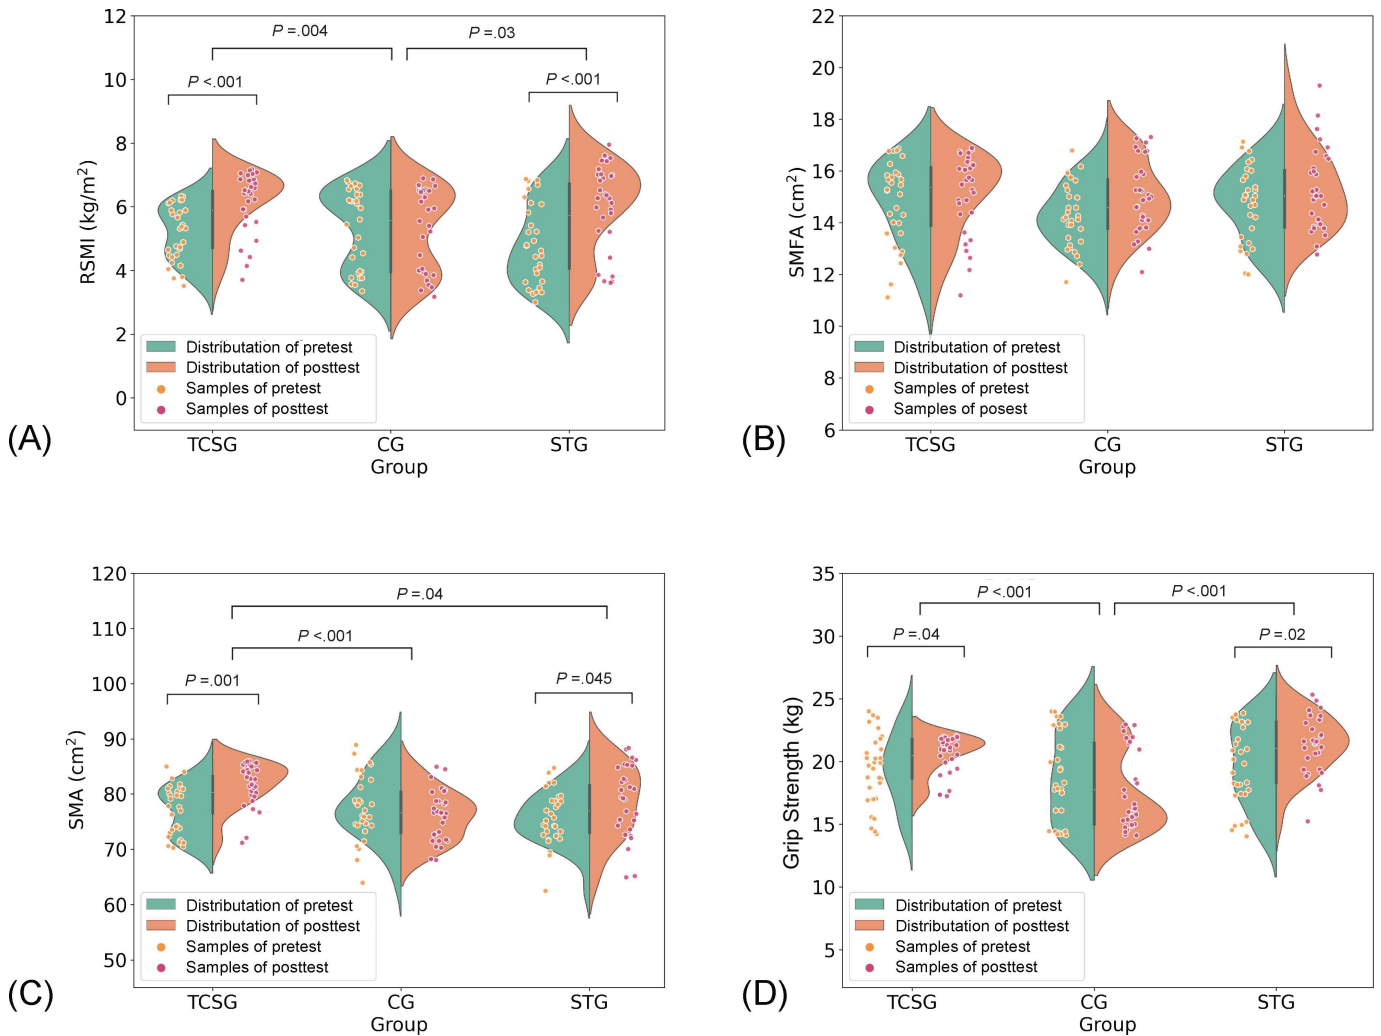 12
10
8
6
4
2
0
RSMI (kg/m²)
P =.004
P =.03
P <.001
P <.001
Distributation of pretest
Distributation of posttest
Samples of pretest
Samples of posttest
TCSG CG STG
Group
(A)
22
20
18
16
14
12
10
8
6
SMFA (cm²)
Distributation of pretest
Distributation of posttest
Samples of pretest
Samples of posest
TCSG CG STG
Group
(B)
120
110
100
90
80
70
60
50
SMA (cm²)
P =.04
P <.001
P =.001
P =.045
Distributation of pretest
Distributation of posttest
Samples of pretest
Samples of posttest
TCSG CG STG
Group
(C)
35
30
25
20
15
10
5
Grip Strength (kg)
P <.001
P <.001
P =.04
P =.02
Distributation of pretest
Distributation of posttest
Samples of pretest
Samples of posttest
TCSG CG STG
Group
(D)